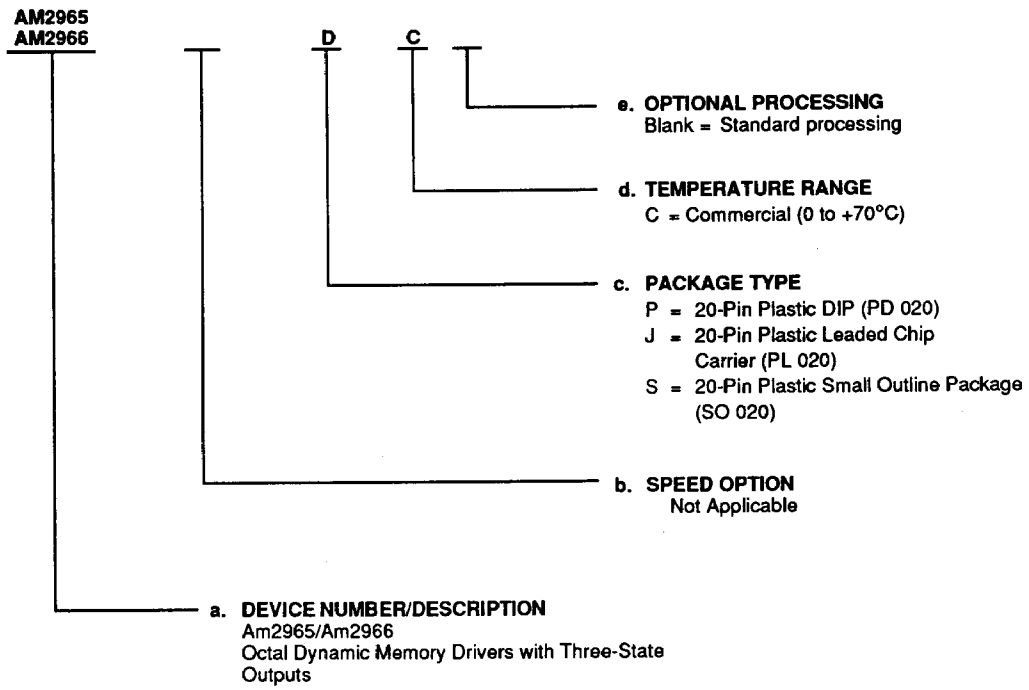 AM2965
AM2966
D C
e. OPTIONAL PROCESSING
Blank = Standard processing
d. TEMPERATURE RANGE
C = Commercial (0 to +70°C)
c. PACKAGE TYPE
P = 20-Pin Plastic DIP (PD 020)
J = 20-Pin Plastic Leaded Chip
Carrier (PL 020)
S = 20-Pin Plastic Small Outline Package
(SO 020)
b. SPEED OPTION
Not Applicable
a. DEVICE NUMBER/DESCRIPTION
Am2965/Am2966
Octal Dynamic Memory Drivers with Three-State
Outputs